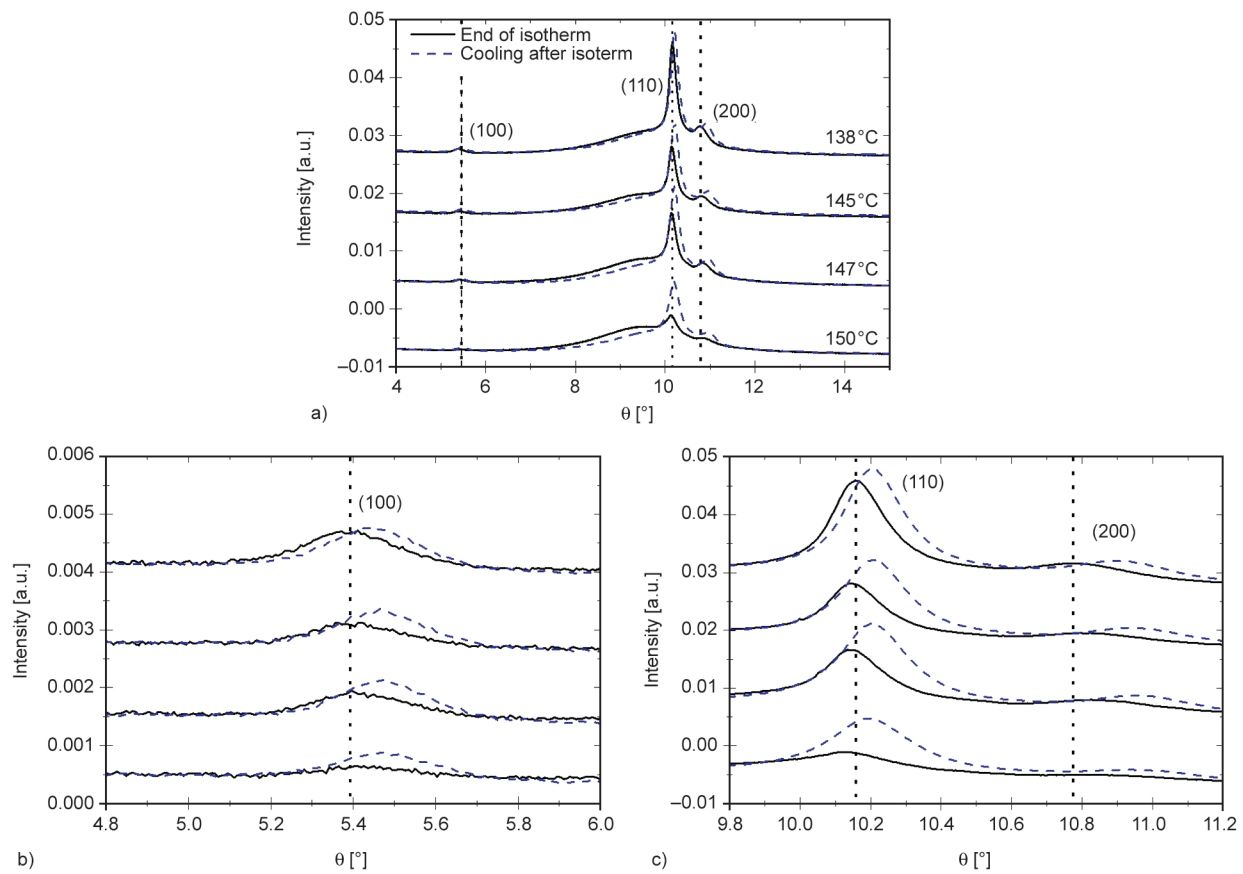 0.05
0.04
0.03
0.02
0.01
0.00
–0.01
Intensity [a.u.]
End of isotherm
Cooling after isoterm
(100)
(110)
(200)
138°C
145°C
147°C
150°C
4 6 8 10 12 14
θ [°]
a)
0.006
0.005
0.004
0.003
0.002
0.001
0.000
Intensity [a.u.]
(100)
4.8 5.0 5.2 5.4 5.6 5.8 6.0
θ [°]
b)
0.05
0.04
0.03
0.02
0.01
0.00
–0.01
Intensity [a.u.]
(110)
(200)
9.8 10.0 10.2 10.4 10.6 10.8 11.0 11.2
θ [°]
c)